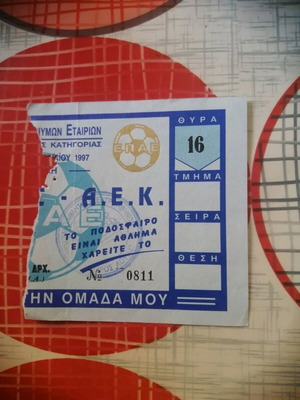 ΥΜΩΝ ΕΤΑΙΡΙΩΝ
Σ ΚΑΤΗΓΟΡΙΑΣ
ΙΟΥ 1997
ΕΠΑΕ
- Α.Ε.Κ.
ΤΟ ΠΟΔΟΣΦΑΙΡΟ
ΕΙΝΑΙ ΑΘΛΗΜΑ
ΧΑΡΕΙΤΕ ΤΟ
ΔΡΧ.
№ 0811
ΗΝ ΟΜΑΔΑ ΜΟΥ
ΘΥΡΑ
16
ΤΜΗΜΑ
ΣΕΙΡΑ
ΘΕΣΗ